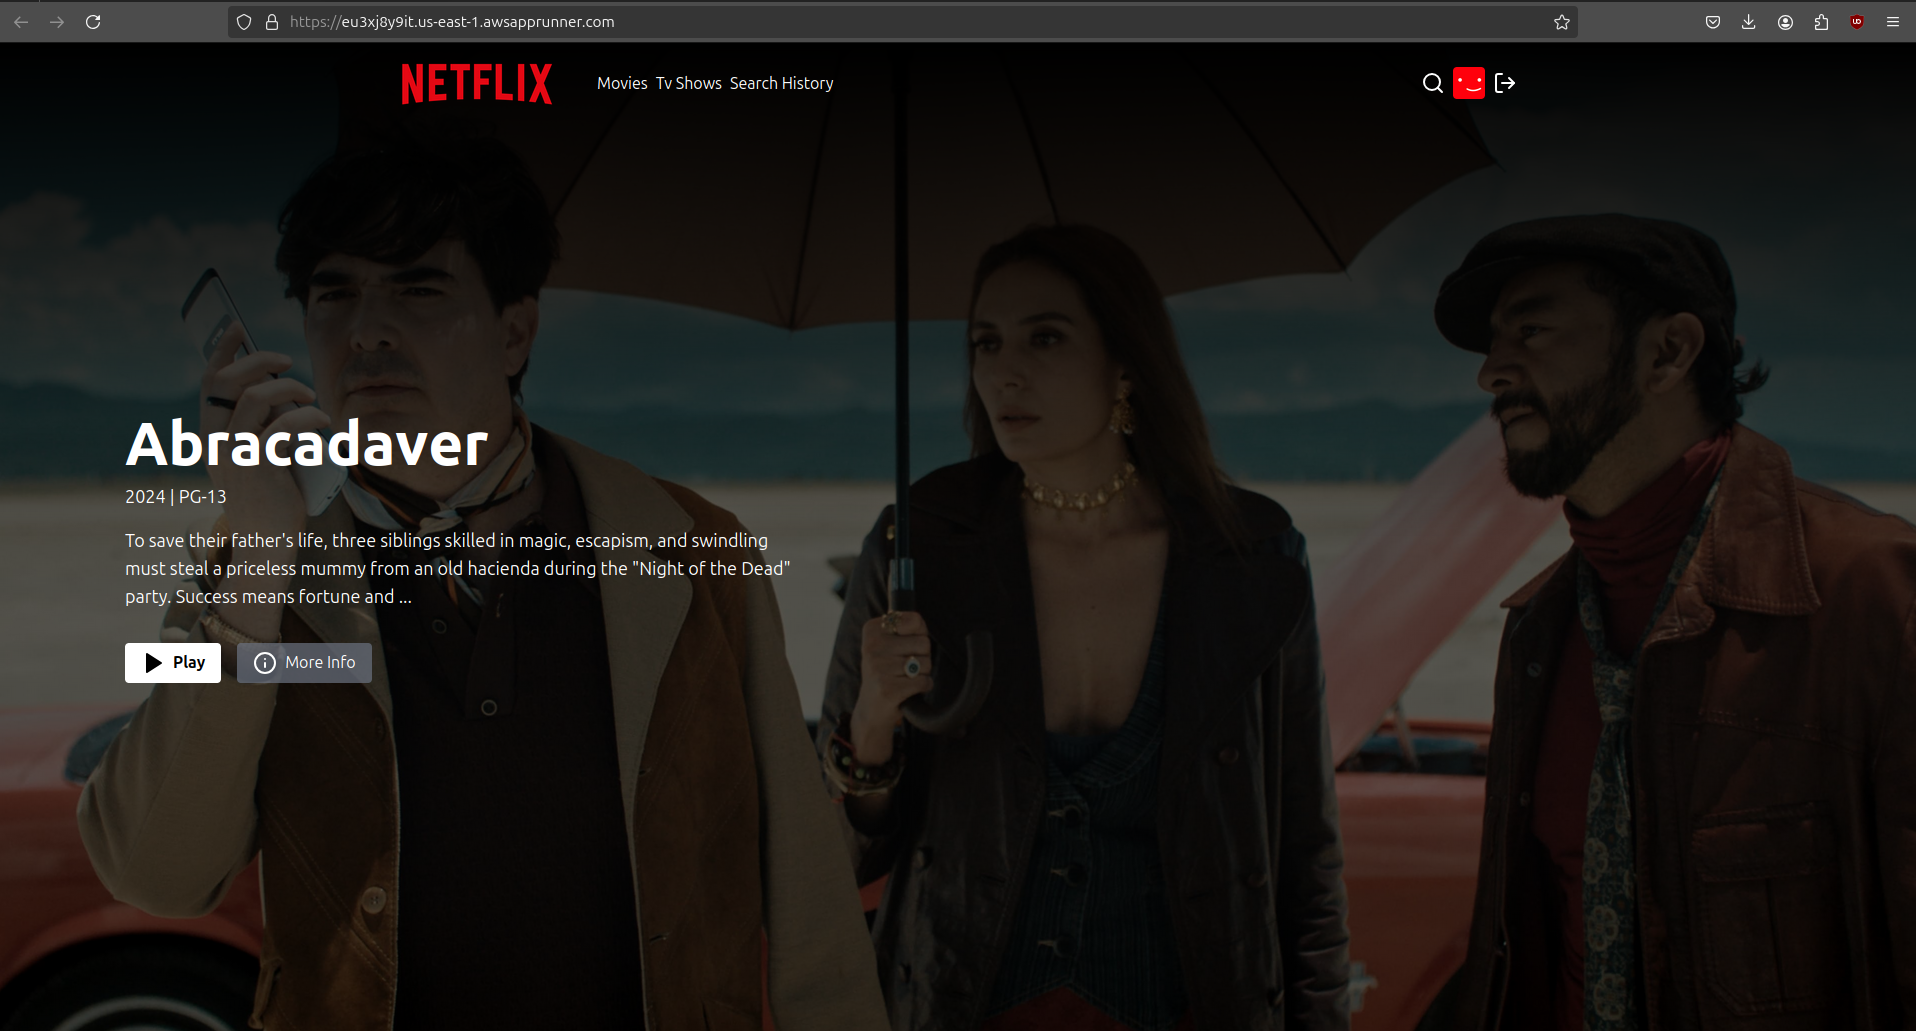 https://eu3xj8y9it.us-east-1.awsapprunner.com
NETFLIX
Movies Tv Shows Search History
Abracadaver
2024 | PG-13
To save their father's life, three siblings skilled in magic, escapism, and swindling
must steal a priceless mummy from an old hacienda during the "Night of the Dead"
party. Success means fortune and ...
Play
More Info